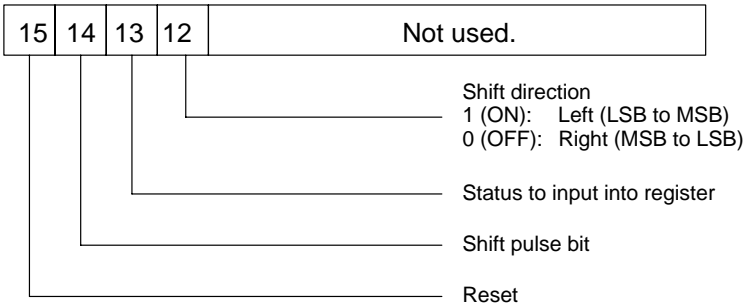 15 14 13 12 Not used.
Shift direction
1 (ON): Left (LSB to MSB)
0 (OFF): Right (MSB to LSB)
Status to input into register
Shift pulse bit
Reset